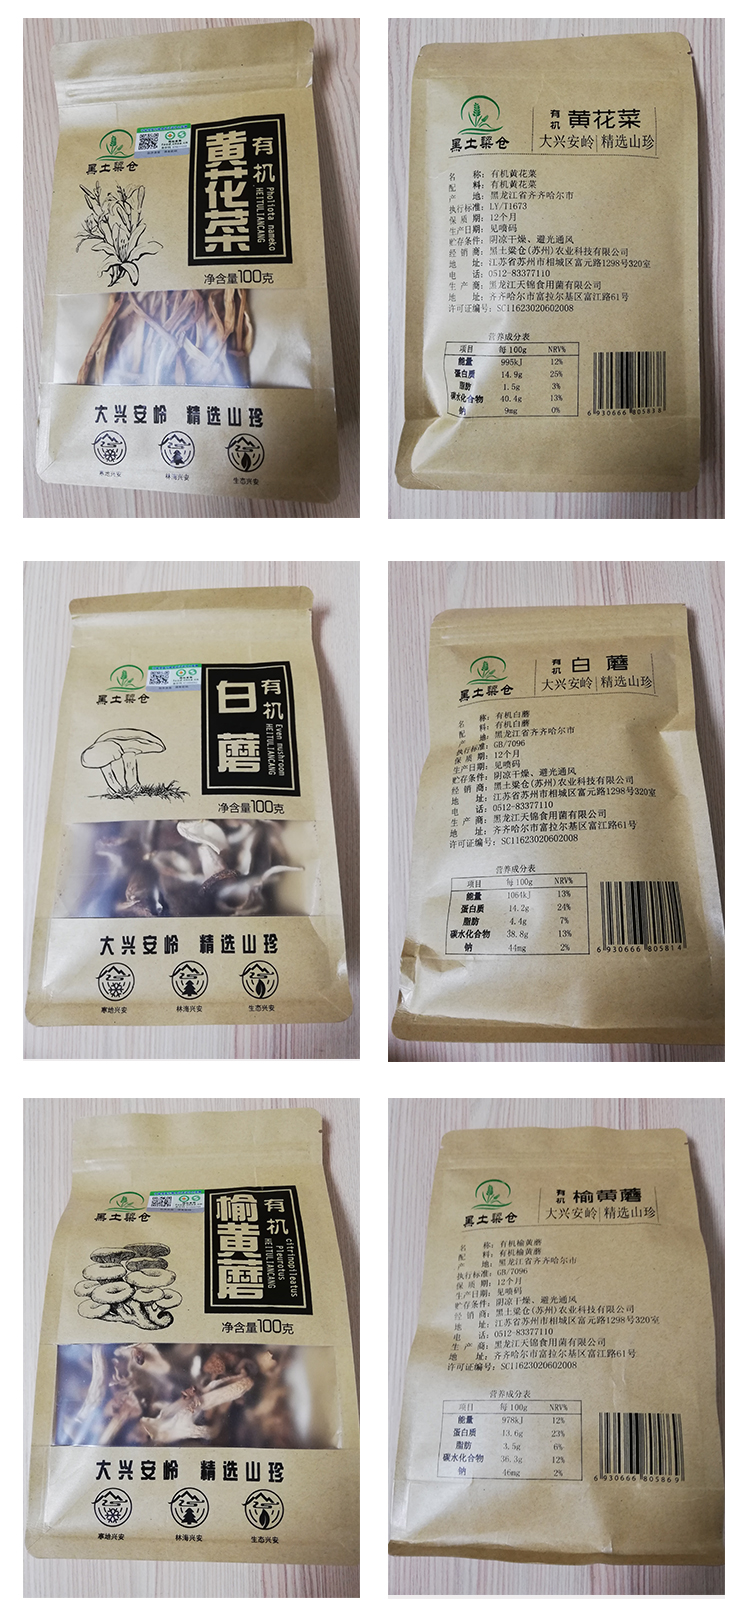 黑土粱仓
有机
黄花菜
Pholiota nameko
HEITULIANGCANG
净含量100克
大兴安岭 精选山珍
寒地兴安
林海兴安
生态兴安
黑土粱仓
有机 黄花菜
大兴安岭 精选山珍
名 称：有机黄花菜
配 料：有机黄花菜
产 地：黑龙江省齐齐哈尔市
执行标准：LY/T1673
保 质 期：12个月
生产日期：见喷码
贮存条件：阴凉干燥、避光通风
经 销 商：黑土粱仓(苏州)农业科技有限公司
地 址：江苏省苏州市相城区富元路1298号320室
电 话：0512-83377110
生 产 商：黑龙江天锦食用菌有限公司
地 址：齐齐哈尔市富拉尔基区富江路61号
许可证编号：SC11623020602008
营养成分表
项目 每100g NRV%
能量 995kJ 12%
蛋白质 14.9g 25%
脂肪 1.5g 3%
碳水化合物 40.4g 13%
钠 9mg 0%
6 930666 805838
黑土粱仓
有机
白蘑
Even mushroom
HEITULIANGCANG
净含量100克
大兴安岭 精选山珍
寒地兴安
林海兴安
生态兴安
黑土粱仓
有机 白蘑
大兴安岭 精选山珍
名 称：有机白蘑
配 料：有机白蘑
产 地：黑龙江省齐齐哈尔市
执行标准：GB/7096
保 质 期：12个月
生产日期：见喷码
贮存条件：阴凉干燥、避光通风
经 销 商：黑土粱仓(苏州)农业科技有限公司
地 址：江苏省苏州市相城区富元路1298号320室
电 话：0512-83377110
生 产 商：黑龙江天锦食用菌有限公司
地 址：齐齐哈尔市富拉尔基区富江路61号
许可证编号：SC11623020602008
营养成分表
项目 每100g NRV%
能量 1064kJ 13%
蛋白质 14.2g 24%
脂肪 4.4g 7%
碳水化合物 38.8g 13%
钠 44mg 2%
6 930666 805814
黑土粱仓
有机
榆黄蘑
citrinopileatus
Pleurotus
HEITULIANGCANG
净含量100克
大兴安岭 精选山珍
寒地兴安
林海兴安
生态兴安
黑土粱仓
有机 榆黄蘑
大兴安岭 精选山珍
名 称：有机榆黄蘑
配 料：有机榆黄蘑
产 地：黑龙江省齐齐哈尔市
执行标准：GB/7096
保 质 期：12个月
生产日期：见喷码
贮存条件：阴凉干燥、避光通风
经 销 商：黑土粱仓(苏州)农业科技有限公司
地 址：江苏省苏州市相城区富元路1298号320室
电 话：0512-83377110
生 产 商：黑龙江天锦食用菌有限公司
地 址：齐齐哈尔市富拉尔基区富江路61号
许可证编号：SC11623020602008
营养成分表
项目 每100g NRV%
能量 978kJ 12%
蛋白质 13.6g 23%
脂肪 3.5g 6%
碳水化合物 36.3g 12%
钠 46mg 2%
6 930666 805869